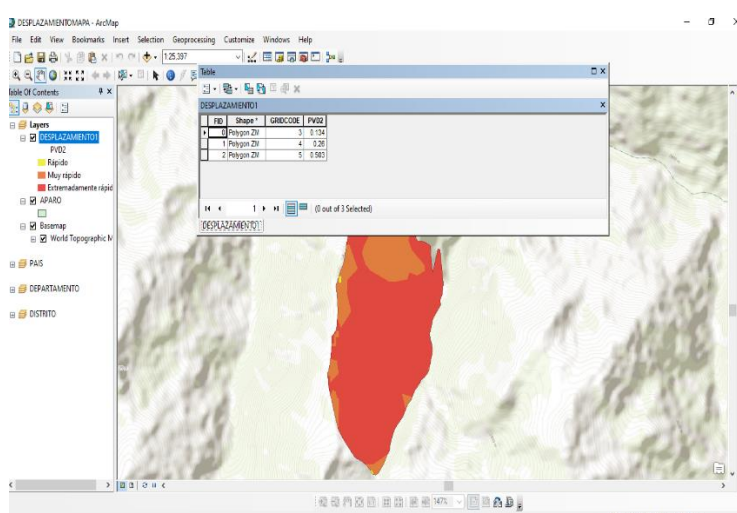 DESPLAZAMIENTOMAPA - ArcMap
File Edit View Bookmarks Insert Selection Geoprocessing Customize Windows Help
1:25,397
Table Of Contents
Table
DESPLAZAMIENTO1
FID Shape * GRIDCODE PVD2
0 Polygon ZM 3 0.134
1 Polygon ZM 4 0.26
2 Polygon ZM 5 0.503
1
(0 out of 3 Selected)
DESPLAZAMIENTO1
Layers
DESPLAZAMIENTO1
PVD2
Rápido
Muy rápido
Extremadamente rápid
APARO
Basemap
World Topographic M
PAIS
DEPARTAMENTO
DISTRITO
147%